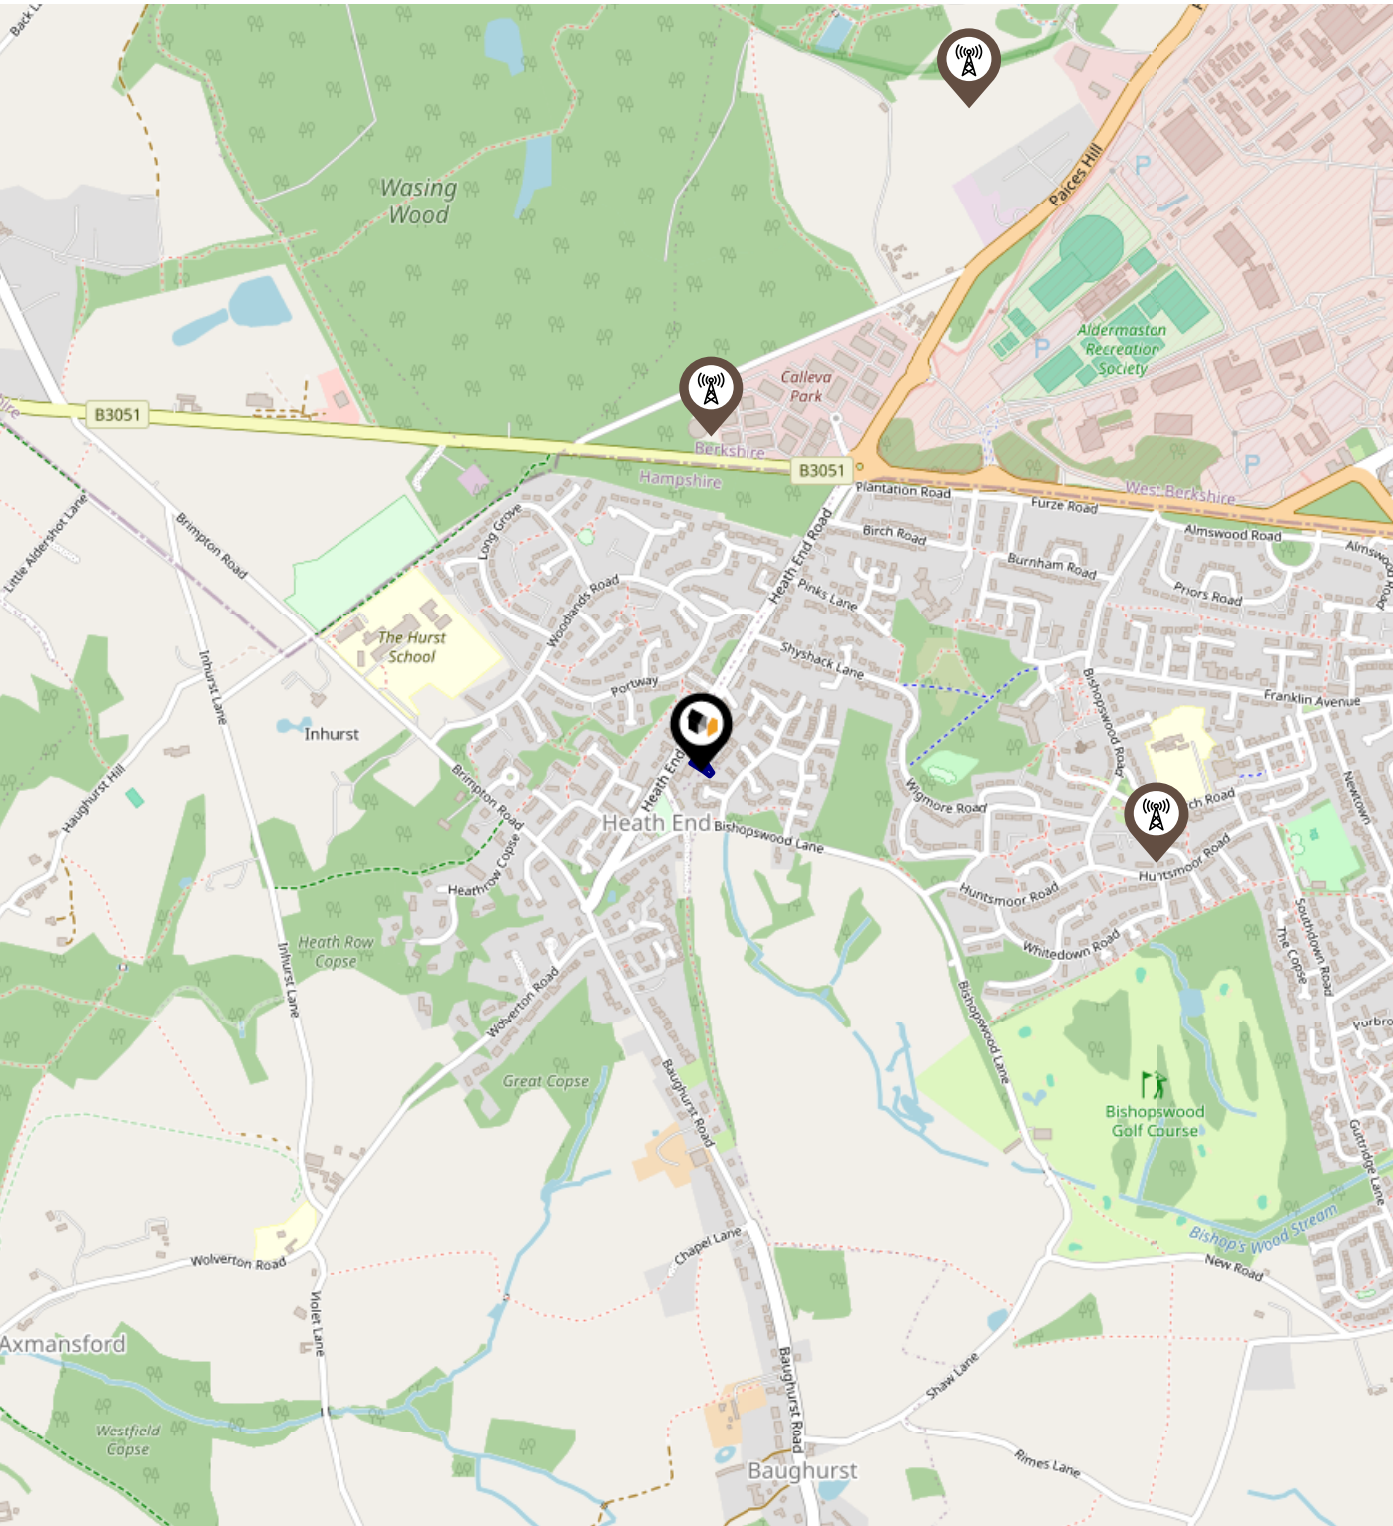 Back L
Wasing
Wood
Paices Hill
P
Aldermaston
Recreation
Society
P
Calleva
Park
B3051
Berkshire
B3051
Hampshire
P
West Berkshire
Plantation Road
Furze Road
Birch Road
Almswood Road
Little Aldershot Lane
Brimpton Road
Long Grove
Heath End Road
Burnham Road
Priors Road
Woodlands Road
Pinks Lane
The Hurst
School
Shyshack Lane
Inhurst Lane
Portway
Franklin Avenue
Bishopswood Road
Inhurst
Heath End
Haughurst Hill
Brimpton Road
Wigmore Road
ch Road
Newtown
Heath End
Bishopswood Lane
Huntsmoor Road
Heathrow Copse
Huntsmoor Road
Heath Row
Copse
Whitedown Road
The Copse
Southdown Road
Inhurst Lane
Wolverton Road
Bishopswood Lane
Great Copse
Baughurst Road
Bishopswood
Golf Course
Guttridge Lane
Bishop's Wood Stream
Chapel Lane
Wolverton Road
New Road
Violet Lane
Axmansford
Baughurst Road
Shaw Lane
Westfield
Copse
Baughurst
Rimes Lane